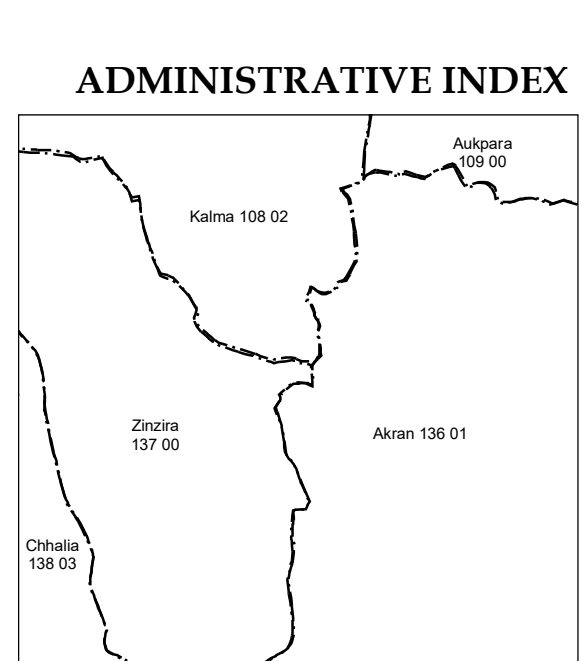 ADMINISTRATIVE INDEX
Aukpara
109 00
Kalma 108 02
Zinzira
137 00
Akran 136 01
Chhalia
138 03